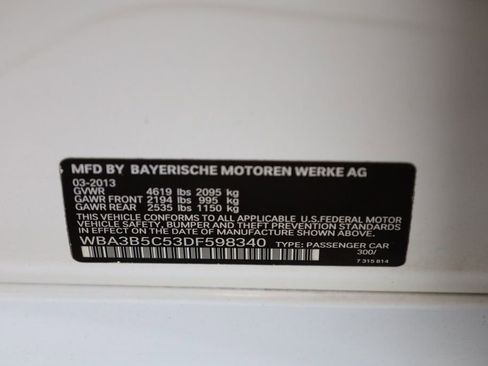 MFD BY BAYERISCHE MOTOREN WERKE AG
03-2013
GVWR 4619 lbs 2095 kg
GAWR FRONT 2194 lbs 995 kg
GAWR REAR 2535 lbs 1150 kg
THIS VEHICLE CONFORMS TO ALL APPLICABLE U.S.FEDERAL MOTOR
VEHICLE SAFETY, BUMPER AND THEFT PREVENTION STANDARDS
IN EFFECT ON THE DATE OF MANUFACTURE SHOWN ABOVE.
WBA3B5C53DF598340 TYPE: PASSENGER CAR
300/
7 315 814